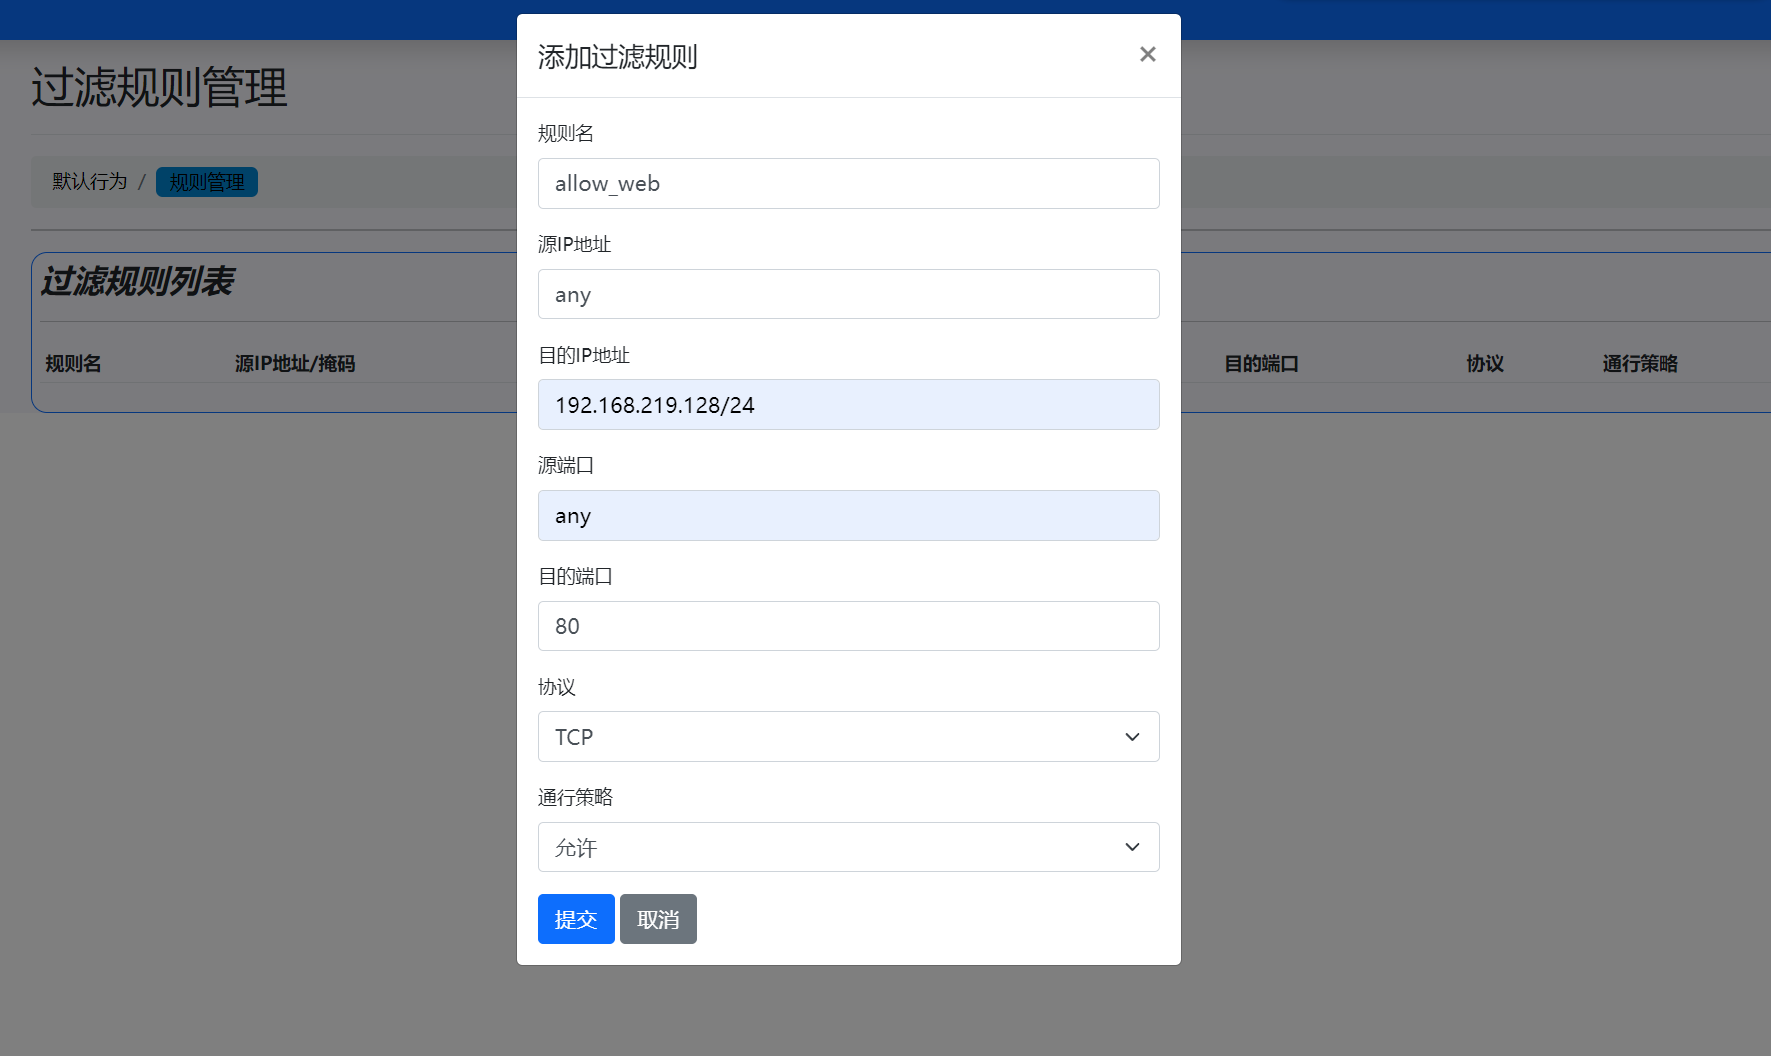 添加过滤规则 ×
过滤规则管理
默认行为 / 规则管理
过滤规则列表
规则名 源IP地址/掩码 目的端口 协议 通行策略
规则名
allow_web
源IP地址
any
目的IP地址
192.168.219.128/24
源端口
any
目的端口
80
协议
TCP
通行策略
允许
提交 取消